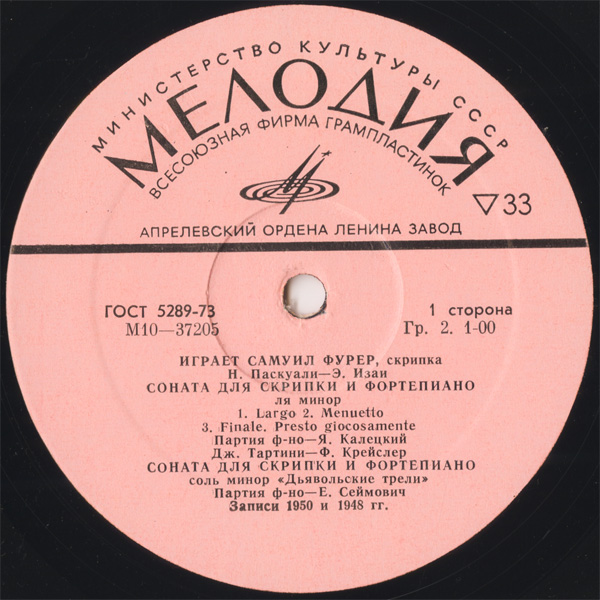 МИНИСТЕРСТВО КУЛЬТУРЫ СССР
МЕЛОДИЯ
ВСЕСОЮЗНАЯ ФИРМА ГРАМПЛАСТИНОК
▽33
АПРЕЛЕВСКИЙ ОРДЕНА ЛЕНИНА ЗАВОД
ГОСТ 5289-73
М10—37205
1 сторона
Гр. 2. 1-00
ИГРАЕТ САМУИЛ ФУРЕР, скрипка
Н. Паскуали—Э. Изаи
СОНАТА ДЛЯ СКРИПКИ И ФОРТЕПИАНО
ля минор
1. Largo 2. Menuetto
3. Finale. Presto giocosamente
Партия ф-но—Я. Калецкий
Дж. Тартини—Ф. Крейслер
СОНАТА ДЛЯ СКРИПКИ И ФОРТЕПИАНО
соль минор «Дьявольские трели»
Партия ф-но—Е. Сеймович
Записи 1950 и 1948 гг.